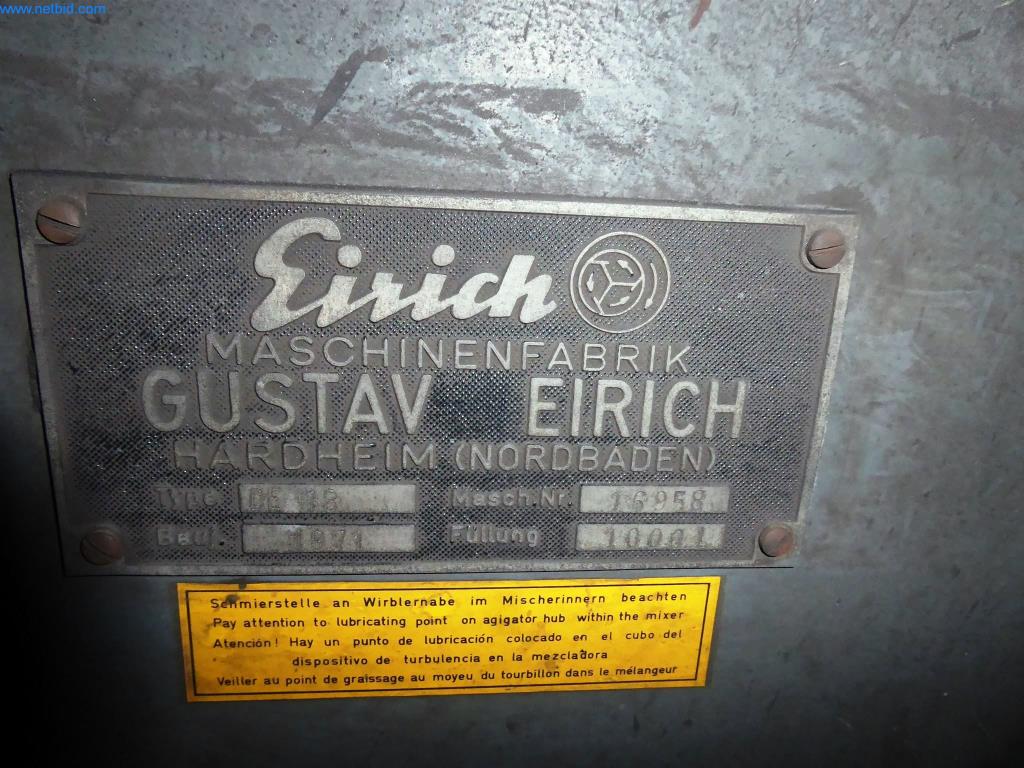 www.netbid.com
Eirich
MASCHINENFABRIK
GUSTAV EIRICH
HARDHEIM (NORDBADEN)
Type DE 18 Masch.Nr. 16958
Bauj. 1971 Füllung 1000 l
Schmierstelle an Wirblernabe im Mischerinnern beachten
Pay attention to lubricating point on agigator hub within the mixer
Atención! Hay un punto de lubricación colocado en el cubo del
dispositivo de turbulencia en la mezcladora
Veiller au point de graissage au moyeu du tourbillon dans le mélangeur